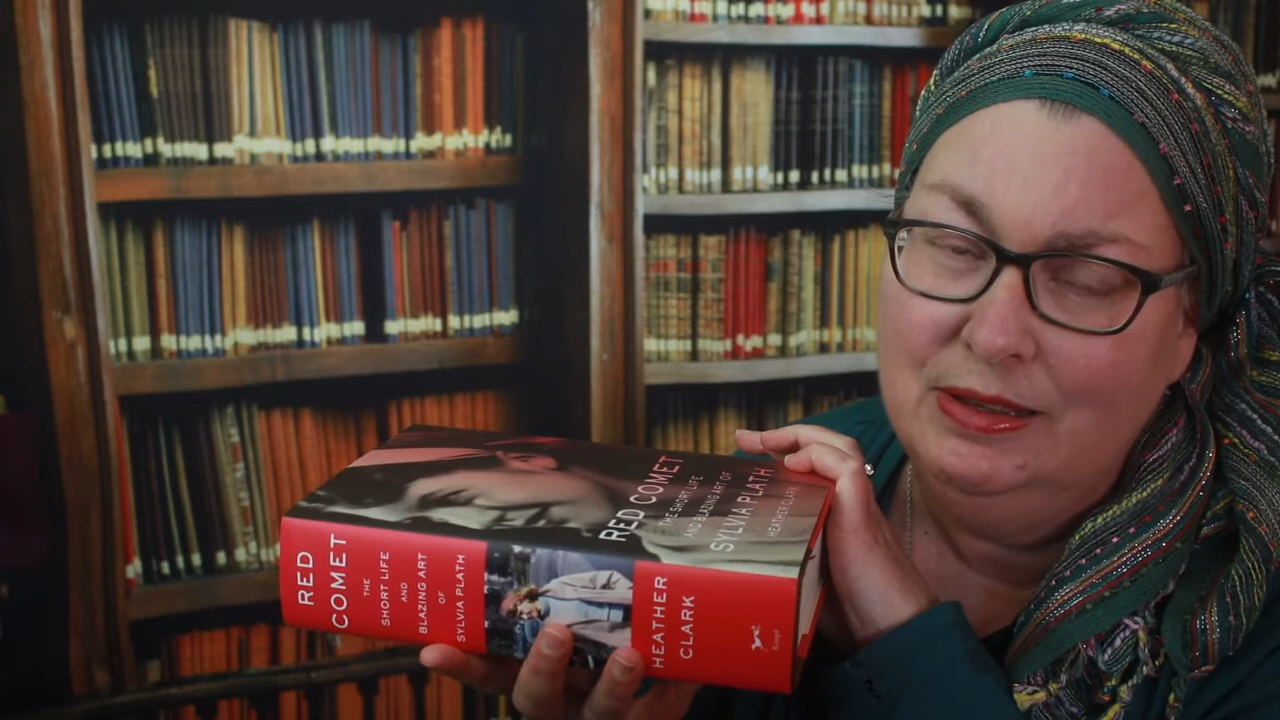 RED
COMET
THE
SHORT LIFE
AND
BLAZING ART
OF
SYLVIA PLATH
HEATHER
CLARK
Knopf
RED COMET
THE SHORT LIFE
AND BLAZING ART OF
SYLVIA PLATH
HEATHER CLARK